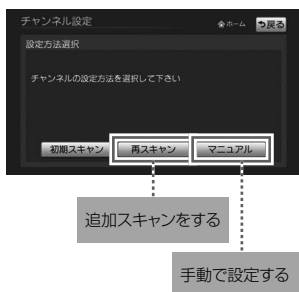 チャンネル設定
ホーム
戻る
設定方法選択
チャンネルの設定方法を選択して下さい
初期スキャン 再スキャン マニュアル
追加スキャンをする
手動で設定する